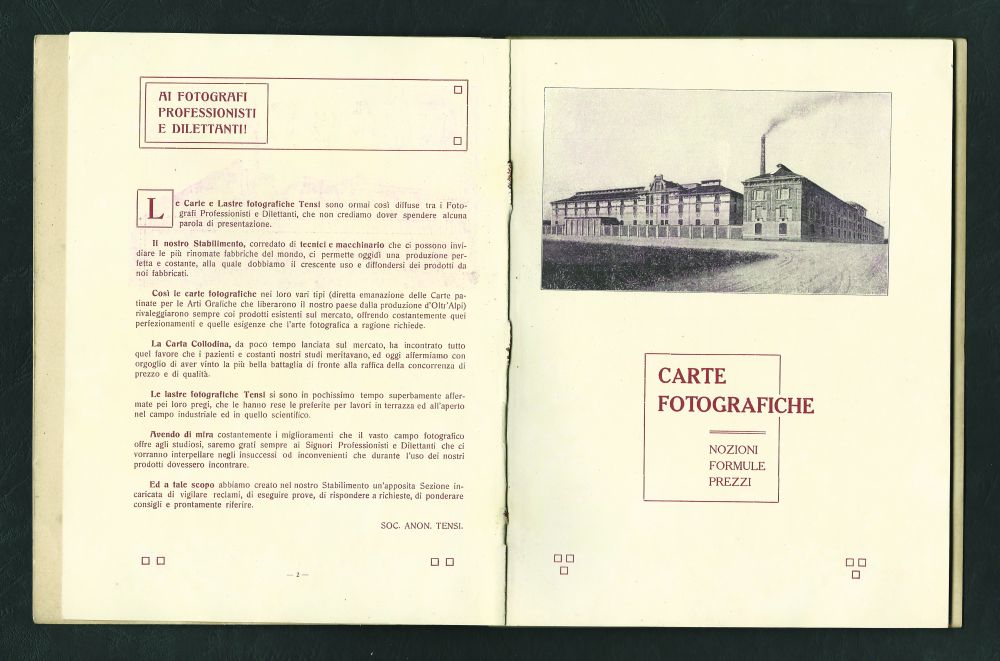 AI FOTOGRAFI
PROFESSIONISTI
E DILETTANTI!
Le Carte e Lastre fotografiche Tensi sono ormai così diffuse tra i Foto-
grafi Professionisti e Dilettanti, che non crediamo dover spendere alcuna
parola di presentazione.
Il nostro Stabilimento, corredato di tecnici e macchinario che ci possono invi-
diare le più rinomate fabbriche del mondo, ci permette oggidì una produzione per-
fetta e costante, alla quale dobbiamo il crescente uso e diffondersi dei prodotti da
noi fabbricati.
Così le carte fotografiche nei loro vari tipi (diretta emanazione delle Carte pa-
tinate per le Arti Grafiche che liberarono il nostro paese dalla produzione d'Oltr'Alpi)
rivaleggiarono sempre coi prodotti esistenti sul mercato, offrendo costantemente quei
perfezionamenti e quelle esigenze che l'arte fotografica a ragione richiede.
La Carta Collodina, da poco tempo lanciata sul mercato, ha incontrato tutto
quel favore che i pazienti e costanti nostri studi meritavano, ed oggi affermiamo con
orgoglio di aver vinto la più bella battaglia di fronte alla raffica della concorrenza di
prezzo e di qualità.
Le lastre fotografiche Tensi si sono in pochissimo tempo superbamente affer-
mate pei loro pregi, che le hanno rese le preferite per lavori in terrazza ed all'aperto
nel campo industriale ed in quello scientifico.
Avendo di mira costantemente i miglioramenti che il vasto campo fotografico
offre agli studiosi, saremo grati sempre ai Signori Professionisti e Dilettanti che ci
vorranno interpellare negli insuccessi od inconvenienti che durante l'uso dei nostri
prodotti dovessero incontrare.
Ed a tale scopo abbiamo creato nel nostro Stabilimento un'apposita Sezione in-
caricata di vigilare reclami, di eseguire prove, di rispondere a richieste, di ponderare
consigli e prontamente riferire.
SOC. ANON. TENSI.
— 2 —
CARTE
FOTOGRAFICHE
NOZIONI
FORMULE
PREZZI